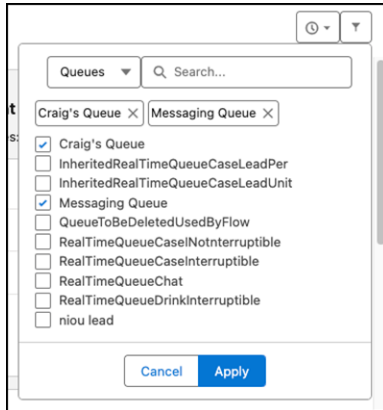 Queues
Search...
t
Craig's Queue
Messaging Queue
s:
Craig's Queue
InheritedRealTimeQueueCaseLeadPer
InheritedRealTimeQueueCaseLeadUnit
Messaging Queue
QueueToBeDeletedUsedByFlow
RealTimeQueueCaseINotnterruptible
RealTimeQueueCaseInterruptible
RealTimeQueueChat
RealTimeQueueDrinkInterruptible
niou lead
Cancel
Apply